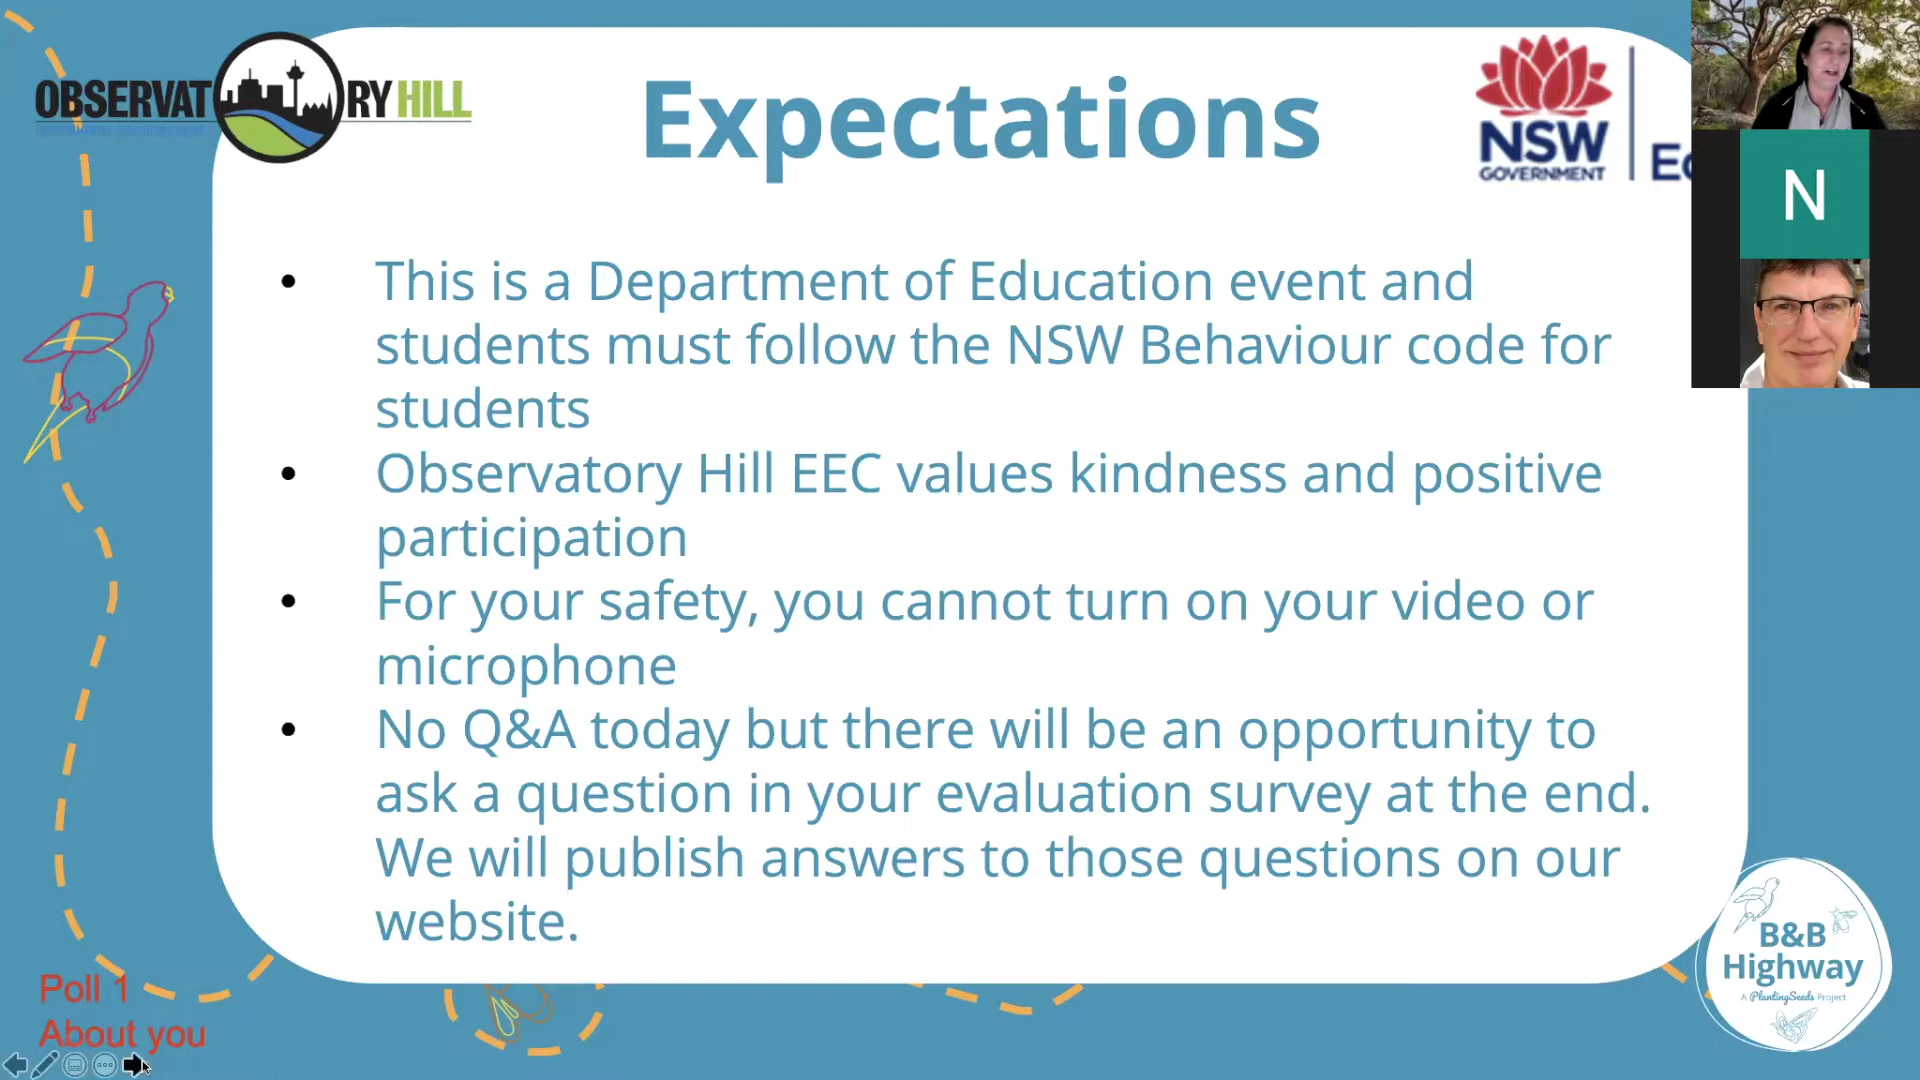 OBSERVATORY HILL
Expectations
NSW
GOVERNMENT
N
• This is a Department of Education event and
students must follow the NSW Behaviour code for
students
• Observatory Hill EEC values kindness and positive
participation
• For your safety, you cannot turn on your video or
microphone
• No Q&A today but there will be an opportunity to
ask a question in your evaluation survey at the end.
We will publish answers to those questions on our
website.
B&B
Highway
A PlantingSeeds Project
Poll 1
About you